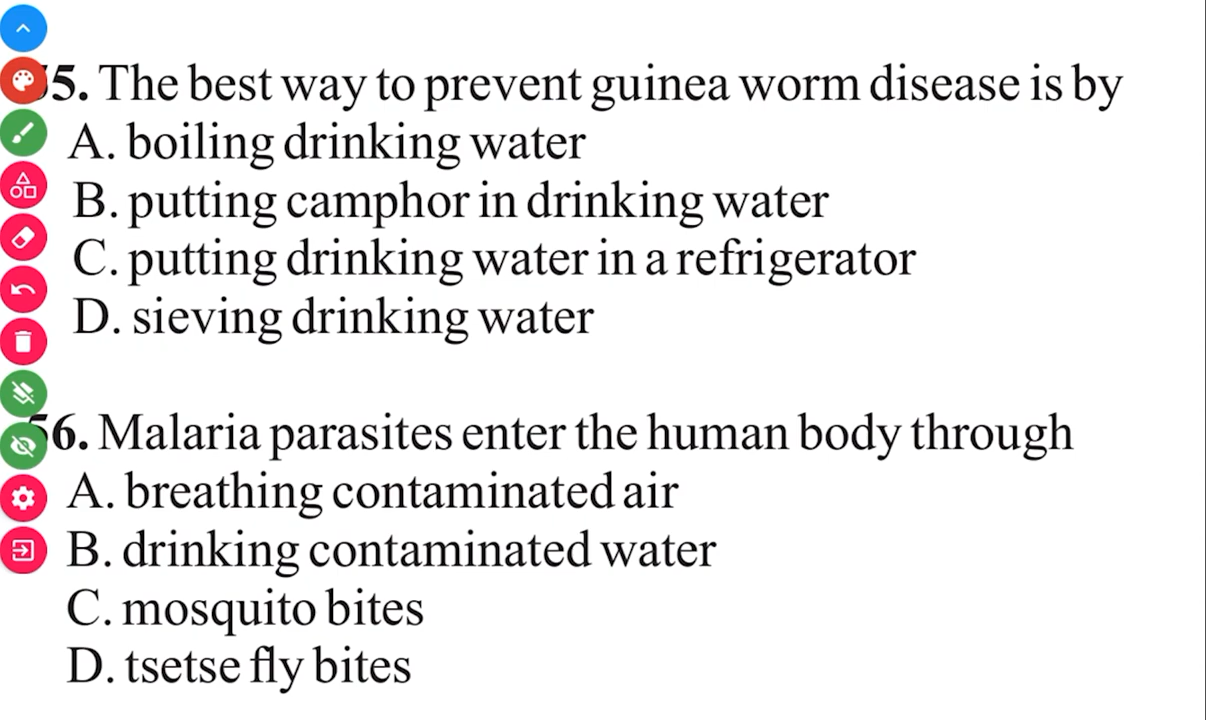 55. The best way to prevent guinea worm disease is by
A. boiling drinking water
B. putting camphor in drinking water
C. putting drinking water in a refrigerator
D. sieving drinking water
56. Malaria parasites enter the human body through
A. breathing contaminated air
B. drinking contaminated water
C. mosquito bites
D. tsetse fly bites